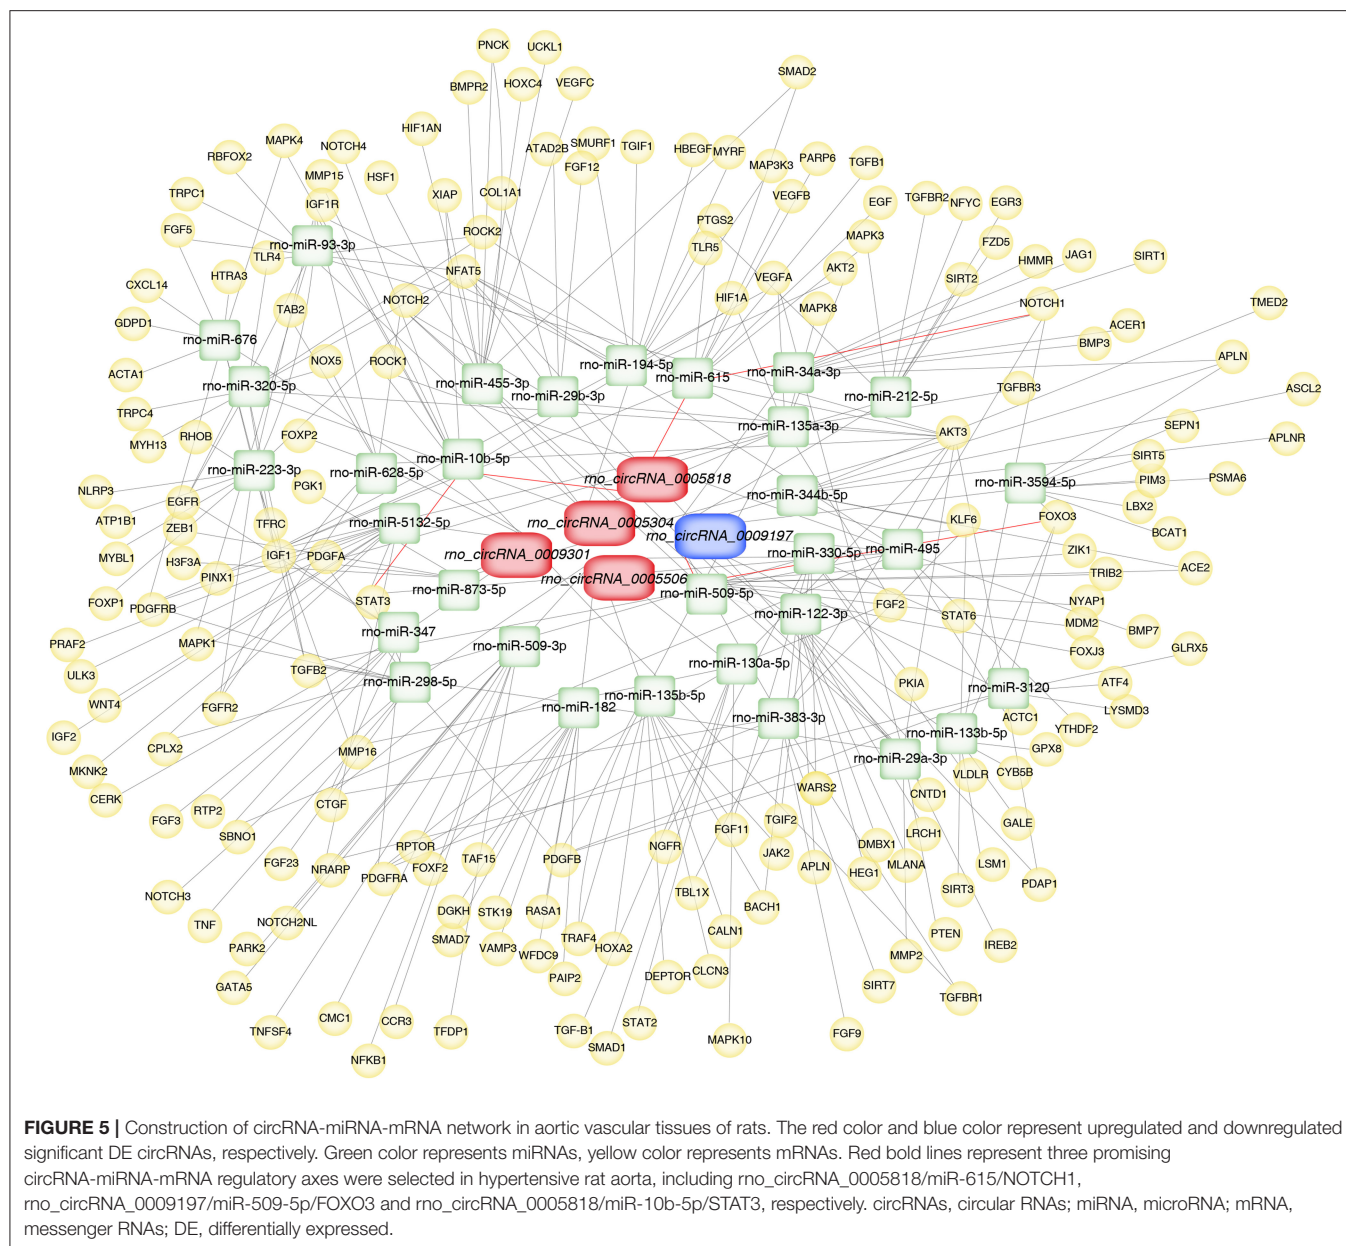 PNCK
UCKL1
BMPR2
HOXC4
VEGFC
SMAD2
HIF1AN
MAPK4
NOTCH4
RBFOX2
HSF1
MMP15
ATAD2B
SMURF1
TGIF1
FGF12
HBEGF
MYRF
MAP3K3
PARP6
TGFB1
TRPC1
IGF1R
XIAP
COL1A1
VEGFB
EGF
TGFBR2
NFYC
EGR3
FGF5
rno-miR-93-3p
ROCK2
PTGS2
MAPK3
TLR4
TLR5
FZD5
HTRA3
NFAT5
VEGFA
AKT2
HMMR
JAG1
SIRT1
CXCL14
TAB2
NOTCH2
HIF1A
SIRT2
MAPK8
NOTCH1
TMED2
GDPD1
rno-miR-676
ACER1
NOX5
ROCK1
BMP3
APLN
ACTA1
rno-miR-320-5p
rno-miR-455-3p
rno-miR-29b-3p
rno-miR-194-5p
rno-miR-615
rno-miR-34a-3p
rno-miR-212-5p
TGFBR3
ASCL2
TRPC4
MYH13
RHOB
FOXP2
rno-miR-135a-3p
AKT3
SEPN1
APLNR
rno-miR-223-3p
rno-miR-628-5p
rno-miR-10b-5p
rno_circRNA_0005818
SIRT5
NLRP3
EGFR
PGK1
rno-miR-344b-5p
rno-miR-3594-5p
PIM3
PSMA6
ATP1B1
ZEB1
TFRC
rno-miR-5132-5p
rno_circRNA_0005304
KLF6
FOXO3
LBX2
BCAT1
MYBL1
H3F3A
IGF1
PDGFA
rno_circRNA_0009301
rno_circRNA_0009197
rno-miR-330-5p
rno-miR-495
ZIK1
FOXP1
PINX1
rno-miR-873-5p
rno_circRNA_0005506
rno-miR-509-5p
TRIB2
ACE2
PDGFRB
STAT3
rno-miR-122-3p
FGF2
STAT6
NYAP1
MDM2
BMP7
PRAF2
MAPK1
rno-miR-347
rno-miR-509-3p
FOXJ3
GLRX5
ULK3
TGFB2
rno-miR-130a-5p
WNT4
rno-miR-298-5p
rno-miR-182
rno-miR-135b-5p
PKIA
rno-miR-3120
ATF4
LYSMD3
IGF2
FGFR2
rno-miR-383-3p
ACTC1
YTHDF2
rno-miR-133b-5p
CPLX2
MMP16
rno-miR-29a-3p
GPX8
MKNK2
VLDLR
CYB5B
CERK
CTGF
WARS2
CNTD1
FGF3
RTP2
SBNO1
RPTOR
FGF11
TGIF2
LRCH1
GALE
FGF23
NRARP
FOXF2
TAF15
PDGFB
NGFR
JAK2
DMBX1
MLANA
LSM1
PDGFRA
APLN
HEG1
NOTCH3
TBL1X
BACH1
SIRT3
PDAP1
NOTCH2NL
DGKH
STK19
RASA1
TNF
PARK2
SMAD7
VAMP3
WFDC9
TRAF4
HOXA2
CALN1
PTEN
IREB2
GATA5
PAIP2
DEPTOR
CLCN3
MMP2
SIRT7
TGFBR1
TNFSF4
CMC1
CCR3
TFDP1
TGF-B1
STAT2
NFKB1
SMAD1
MAPK10
FGF9
FIGURE 5 | Construction of circRNA-miRNA-mRNA network in aortic vascular tissues of rats. The red color and blue color represent upregulated and downregulated
significant DE circRNAs, respectively. Green color represents miRNAs, yellow color represents mRNAs. Red bold lines represent three promising
circRNA-miRNA-mRNA regulatory axes were selected in hypertensive rat aorta, including rno_circRNA_0005818/miR-615/NOTCH1,
rno_circRNA_0009197/miR-509-5p/FOXO3 and rno_circRNA_0005818/miR-10b-5p/STAT3, respectively. circRNAs, circular RNAs; miRNA, microRNA; mRNA,
messenger RNAs; DE, differentially expressed.